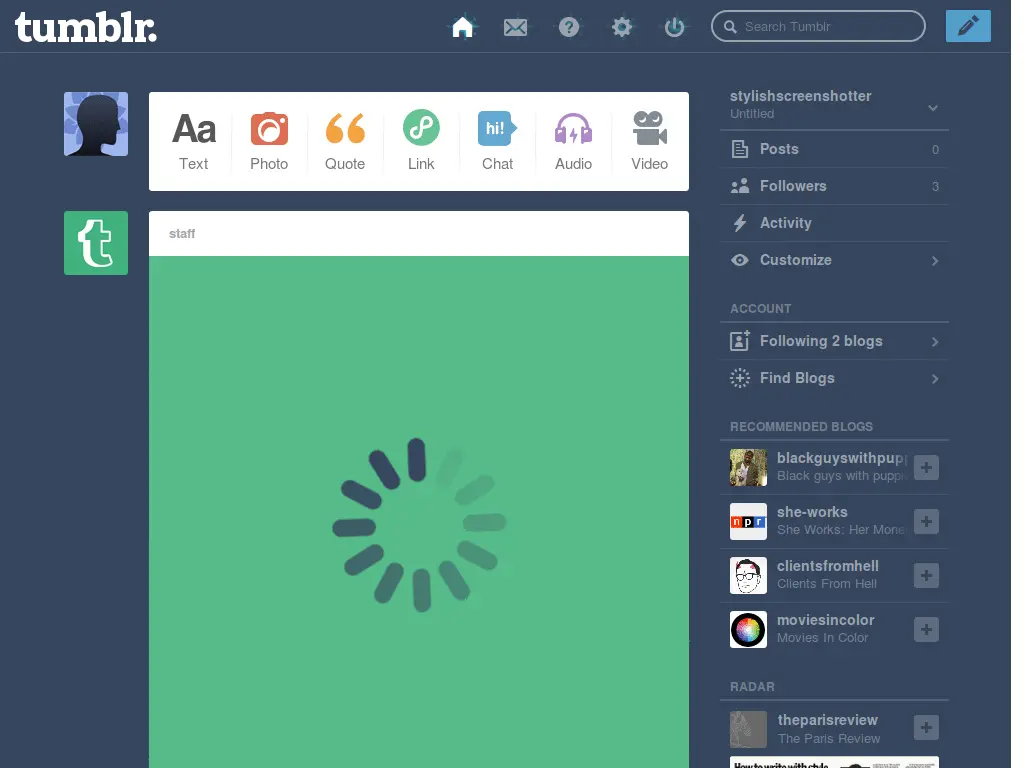 tumblr.
Search Tumblr
Aa
Text
Photo
Quote
Link
hi!
Chat
Audio
Video
t
staff
stylishscreenshotter
Untitled
Posts 0
Followers 3
Activity
Customize
ACCOUNT
Following 2 blogs
Find Blogs
RECOMMENDED BLOGS
blackguyswithpup
Black guys with pupp
she-works
npr
She Works: Her Mone
clientsfromhell
Clients From Hell
moviesincolor
Movies In Color
RADAR
theparisreview
The Paris Review
How to write with style